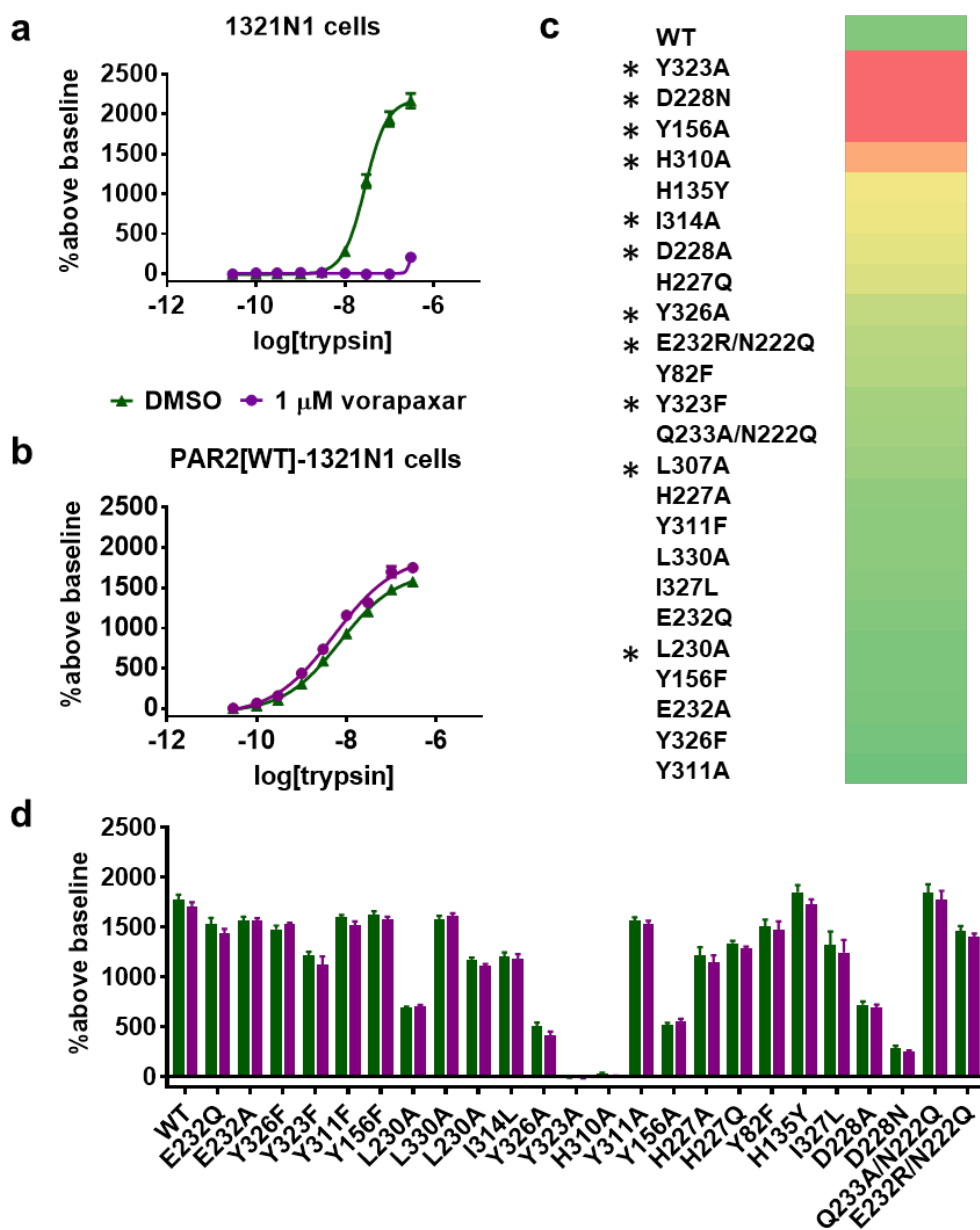 a
1321N1 cells
2500
2000
1500
1000
500
0
%above baseline
-12
-10
-8
-6
log[trypsin]
DMSO
1 μM vorapaxar
b
PAR2[WT]-1321N1 cells
2500
2000
1500
1000
500
0
%above baseline
-12
-10
-8
-6
log[trypsin]
c
WT
* Y323A
* D228N
* Y156A
* H310A
H135Y
* I314A
* D228A
H227Q
* Y326A
* E232R/N222Q
Y82F
* Y323F
Q233A/N222Q
* L307A
H227A
Y311F
L330A
I327L
E232Q
* L230A
Y156F
E232A
Y326F
Y311A
d
2500
2000
1500
1000
500
0
%above baseline
WT
E232Q
E232A
Y326F
Y323F
Y311F
Y156F
L230A
L330A
L230A
I314L
Y326A
Y323A
H310A
Y311A
Y156A
H227A
H227Q
Y82F
H135Y
I327L
D228A
D228N
Q233A/N222Q
E232R/N222Q